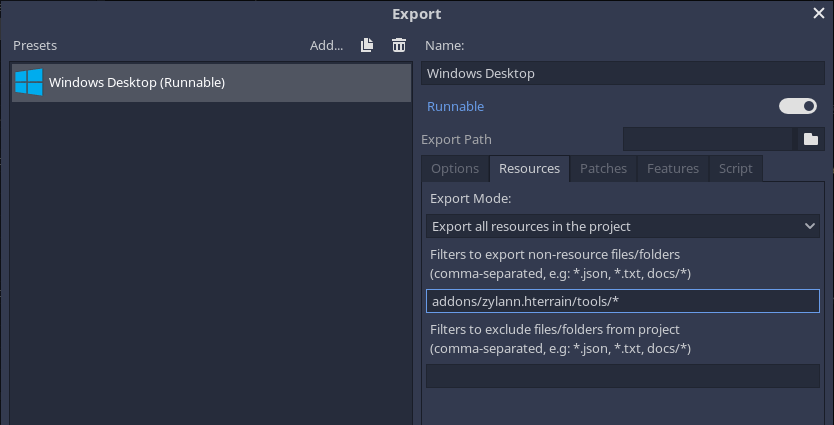 Export
Presets
Add...
Windows Desktop (Runnable)
Name:
Windows Desktop
Runnable
Export Path
Options Resources Patches Features Script
Export Mode:
Export all resources in the project
Filters to export non-resource files/folders
(comma-separated, e.g: *.json, *.txt, docs/*)
addons/zylann.hterrain/tools/*
Filters to exclude files/folders from project
(comma-separated, e.g: *.json, *.txt, docs/*)